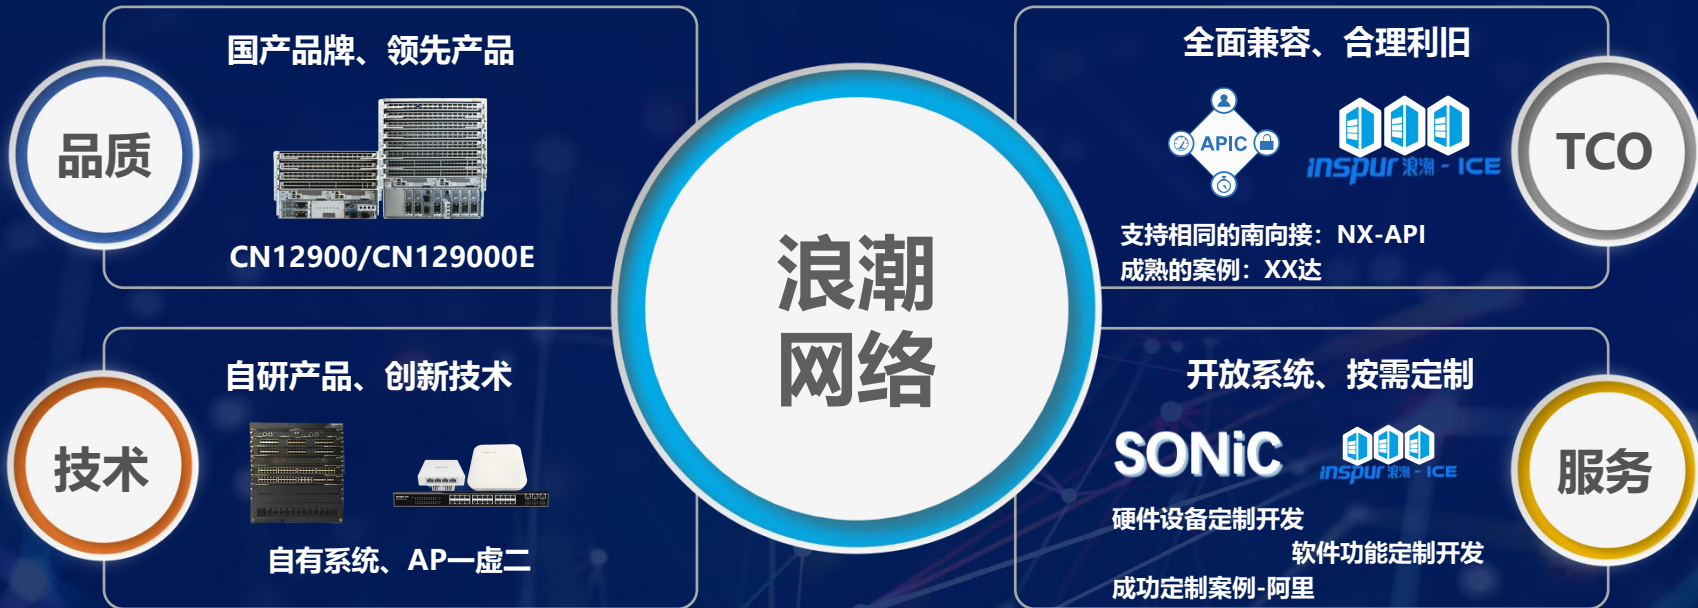 国产品牌、领先产品
品质
CN12900/CN129000E
全面兼容、合理利旧
APIC
inspur 浪潮 - ICE
TCO
支持相同的南向接：NX-API
成熟的案例：XX达
浪潮
网络
自研产品、创新技术
技术
自有系统、AP一虚二
开放系统、按需定制
SONiC
inspur 浪潮 - ICE
服务
硬件设备定制开发
软件功能定制开发
成功定制案例-阿里